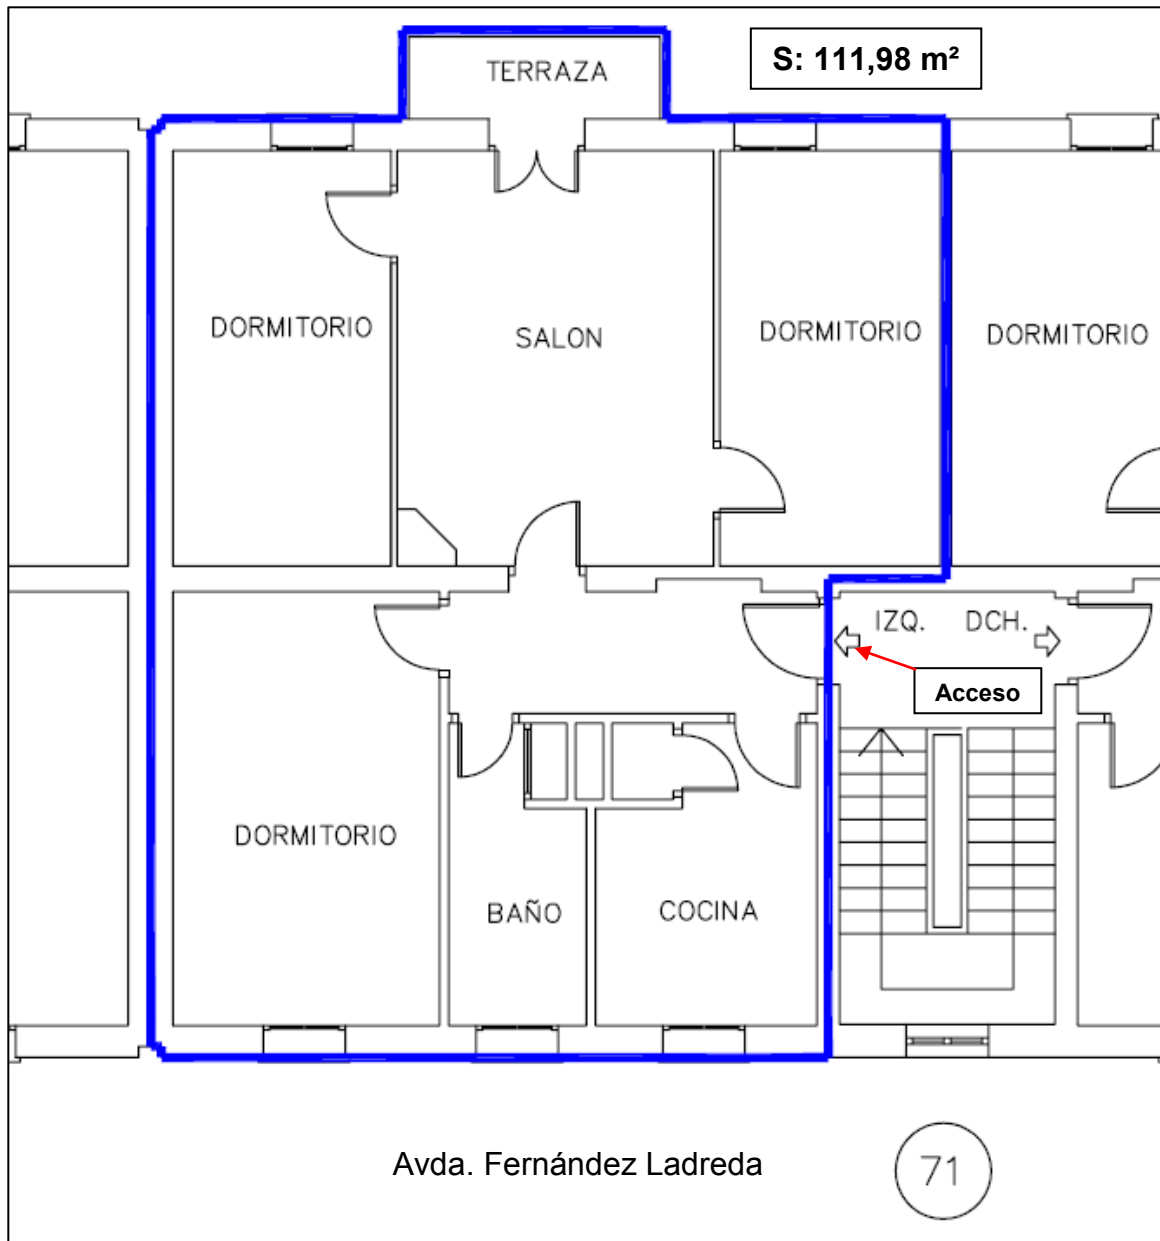 S: 111,98 m²
TERRAZA
DORMITORIO
SALON
DORMITORIO
DORMITORIO
IZQ.
DCH.
Acceso
DORMITORIO
BAÑO
COCINA
Avda. Fernández Ladreda
71